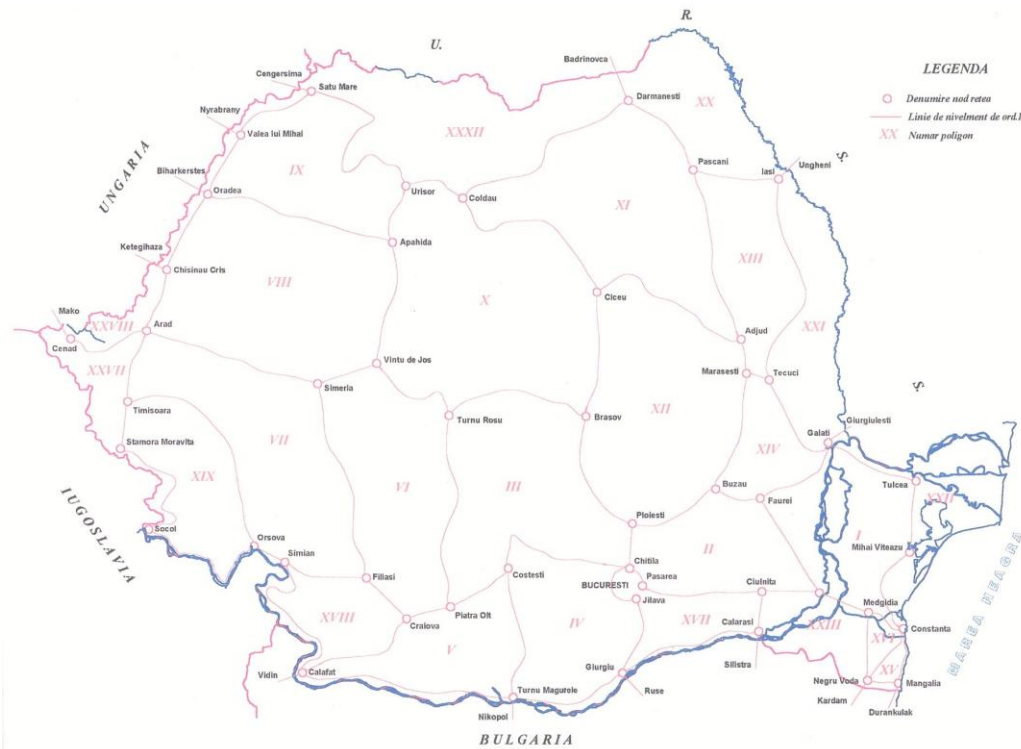 U.
R.
Badrinovca
LEGENDA
Cengersima
Satu Mare
Darmanesti
XX
Denumire nod retea
Linie de nivelment de ord.I
XX Numar poligon
Nyrabrany
Valea lui Mihai
XXXII
S.
UNGARIA
Biharkerstes
IX
Pascani
Iasi
Ungheni
Oradea
Urisor
Coldau
XI
Apahida
Ketegihaza
Chisinau Cris
VIII
XIII
X
Ciceu
Mako
XXVIII
Arad
XXI
Cenad
Adjud
XXVII
Vintu de Jos
Marasesti
Tecuci
Simeria
S.
Timisoara
XII
Turnu Rosu
Brasov
Giurgiulesti
VII
Galati
Stamora Moravita
XIV
XIX
VI
III
Buzau
Tulcea
Faurei
XXII
IUGOSLAVIA
Socol
Ploiesti
I
Orsova
Simian
II
Mihai Viteazu
Filiasi
Costesti
Chitila
BUCURESTI
Pasarea
Ciulnita
Jilava
XVIII
Craiova
Piatra Olt
IV
XVII
Medgidia
XXIII
Constanta
Calarasi
XVI
V
Silistra
MAREA NEAGRA
Vidin
Calafat
Giurgiu
Negru Voda
XV
Mangalia
Turnu Magurele
Ruse
Kardam
Durankulak
Nikopol
BULGARIA